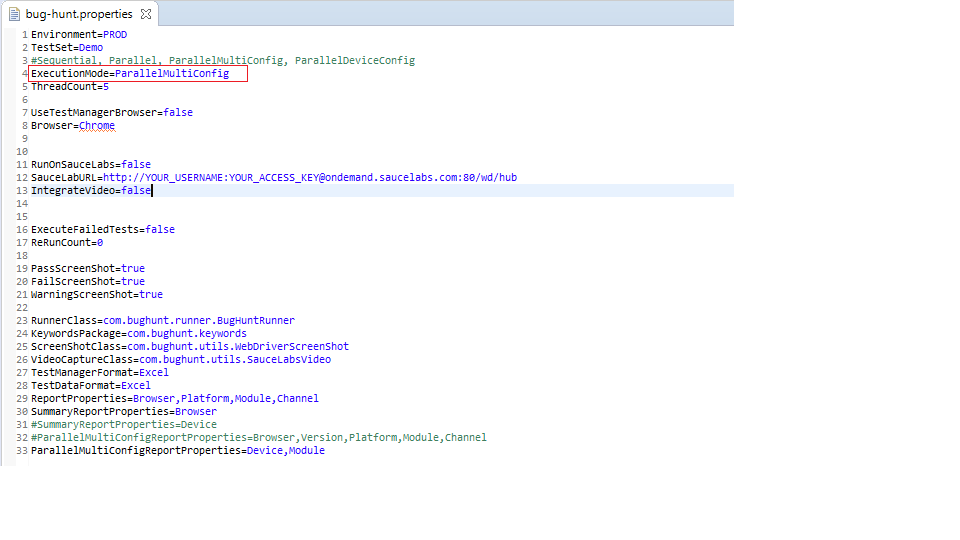 bug-hunt.properties
1 Environment=PROD
2 TestSet=Demo
3 #Sequential, Parallel, ParallelMultiConfig, ParallelDeviceConfig
4 ExecutionMode=ParallelMultiConfig
5 ThreadCount=5
6
7 UseTestManagerBrowser=false
8 Browser=Chrome
9
10
11 RunOnSauceLabs=false
12 SauceLabURL=http://YOUR_USERNAME:YOUR_ACCESS_KEY@ondemand.saucelabs.com:80/wd/hub
13 IntegrateVideo=false
14
15
16 ExecuteFailedTests=false
17 ReRunCount=0
18
19 PassScreenShot=true
20 FailScreenShot=true
21 WarningScreenShot=true
22
23 RunnerClass=com.bughunt.runner.BugHuntRunner
24 KeywordsPackage=com.bughunt.keywords
25 ScreenShotClass=com.bughunt.utils.WebDriverScreenShot
26 VideoCaptureClass=com.bughunt.utils.SauceLabsVideo
27 TestManagerFormat=Excel
28 TestDataFormat=Excel
29 ReportProperties=Browser,Platform,Module,Channel
30 SummaryReportProperties=Browser
31 #SummaryReportProperties=Device
32 #ParallelMultiConfigReportProperties=Browser,Version,Platform,Module,Channel
33 ParallelMultiConfigReportProperties=Device,Module